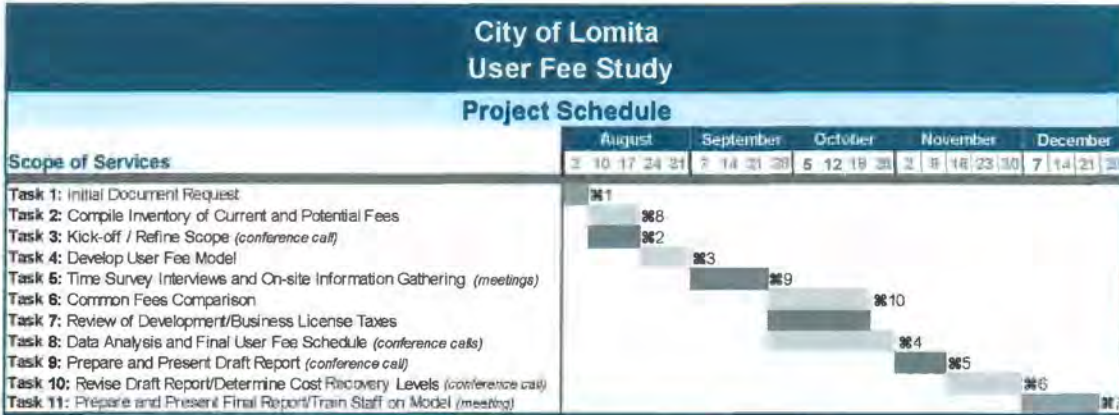 City of Lomita
User Fee Study
Project Schedule
August September October November December
Scope of Services 2 10 17 24 21 7 14 21 28 5 12 19 2 9 16 23 30 7 14 21
Task 1: Initial Document Request ⌘1
Task 2: Compile Inventory of Current and Potential Fees ⌘8
Task 3: Kick-off / Refine Scope (conference call) ⌘2
Task 4: Develop User Fee Model ⌘3
Task 5: Time Survey Interviews and On-site Information Gathering (meetings) ⌘9
Task 6: Common Fees Comparison ⌘10
Task 7: Review of Development/Business License Taxes
Task 8: Data Analysis and Final User Fee Schedule (conference calls) ⌘4
Task 9: Prepare and Present Draft Report (conference call) ⌘5
Task 10: Revise Draft Report/Determine Cost Recovery Levels (conference call) ⌘6
Task 11: Prepare and Present Final Report/Train Staff on Model (meeting) ⌘